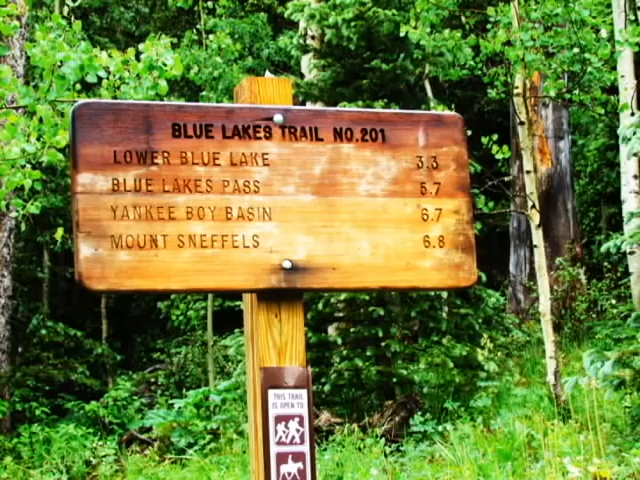 BLUE LAKES TRAIL NO.201
LOWER BLUE LAKE 3.3
BLUE LAKES PASS 5.7
YANKEE BOY BASIN 6.7
MOUNT SNEFFELS 6.8
THIS TRAIL
IS OPEN TO